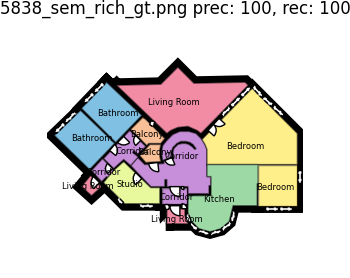 5838_sem_rich_gt.png prec: 100, rec: 100
Living Room
Bathroom
Balcony
Bathroom
Bedroom
Corridor
Balcony
Corridor
Corridor
Living Room
Studio
Bedroom
Corridor
Kitchen
Living Room